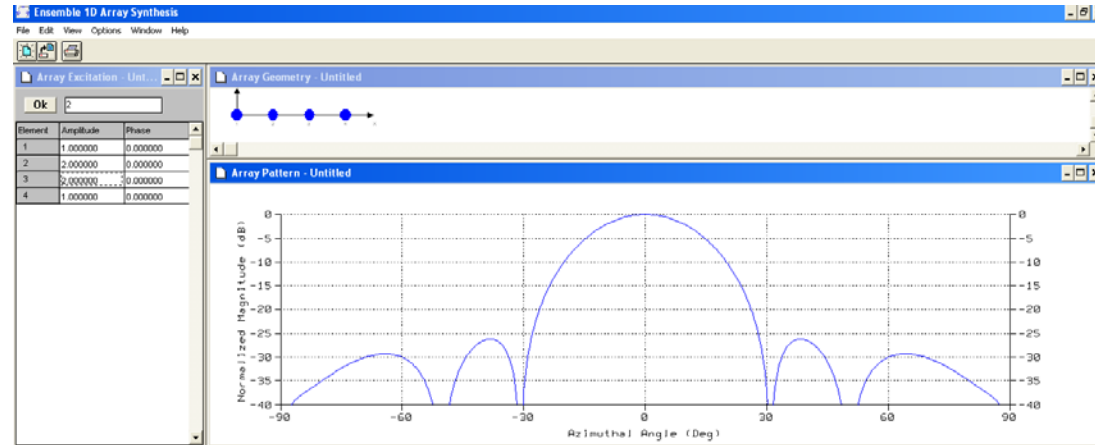 Ensemble 1D Array Synthesis
File Edit View Options Window Help
Array Excitation - Unt...
Ok 2
Element Amplitude Phase
1 1.000000 0.000000
2 2.000000 0.000000
3 2.000000 0.000000
4 1.000000 0.000000
Array Geometry - Untitled
Array Pattern - Untitled
Normalized Magnitude (dB)
0 0
-5 -5
-10 -10
-15 -15
-20 -20
-25 -25
-30 -30
-35 -35
-40 -40
-90 -60 -30 0 30 60 90
Azimuthal Angle (Deg)